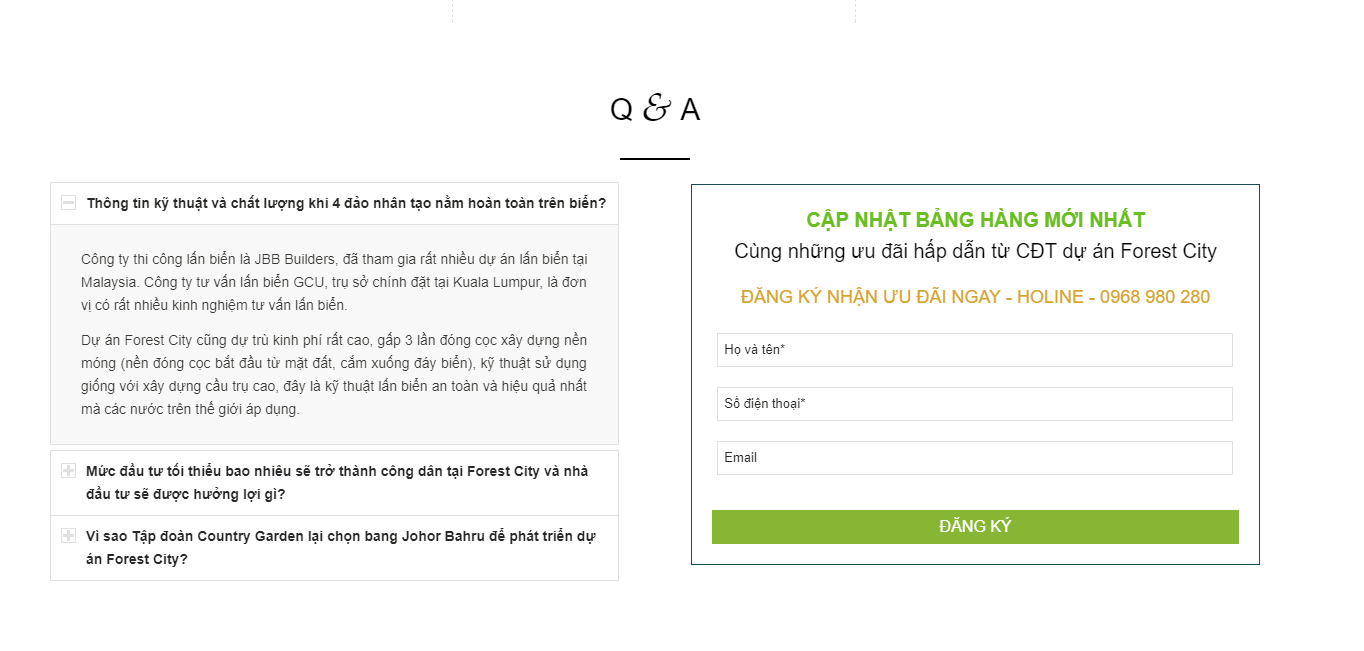 Q & A
Thông tin kỹ thuật và chất lượng khi 4 đảo nhân tạo nằm hoàn toàn trên biển?
Công ty thi công lấn biển là JBB Builders, đã tham gia rất nhiều dự án lấn biển tại
Malaysia. Công ty tư vấn lấn biển GCU, trụ sở chính đặt tại Kuala Lumpur, là đơn
vị có rất nhiều kinh nghiệm tư vấn lấn biển.
Dự án Forest City cũng dự trù kinh phí rất cao, gấp 3 lần đóng cọc xây dựng nền
móng (nền đóng cọc bắt đầu từ mặt đất, cắm xuống đáy biển), kỹ thuật sử dụng
giống với xây dựng cầu trụ cao, đây là kỹ thuật lấn biển an toàn và hiệu quả nhất
mà các nước trên thế giới áp dụng.
Mức đầu tư tối thiểu bao nhiêu sẽ trở thành công dân tại Forest City và nhà
đầu tư sẽ được hưởng lợi gì?
Vì sao Tập đoàn Country Garden lại chọn bang Johor Bahru để phát triển dự
án Forest City?
CẬP NHẬT BẢNG HÀNG MỚI NHẤT
Cùng những ưu đãi hấp dẫn từ CĐT dự án Forest City
ĐĂNG KÝ NHẬN ƯU ĐÃI NGAY - HOLINE - 0968 980 280
Họ và tên*
Số điện thoại*
Email
ĐĂNG KÝ